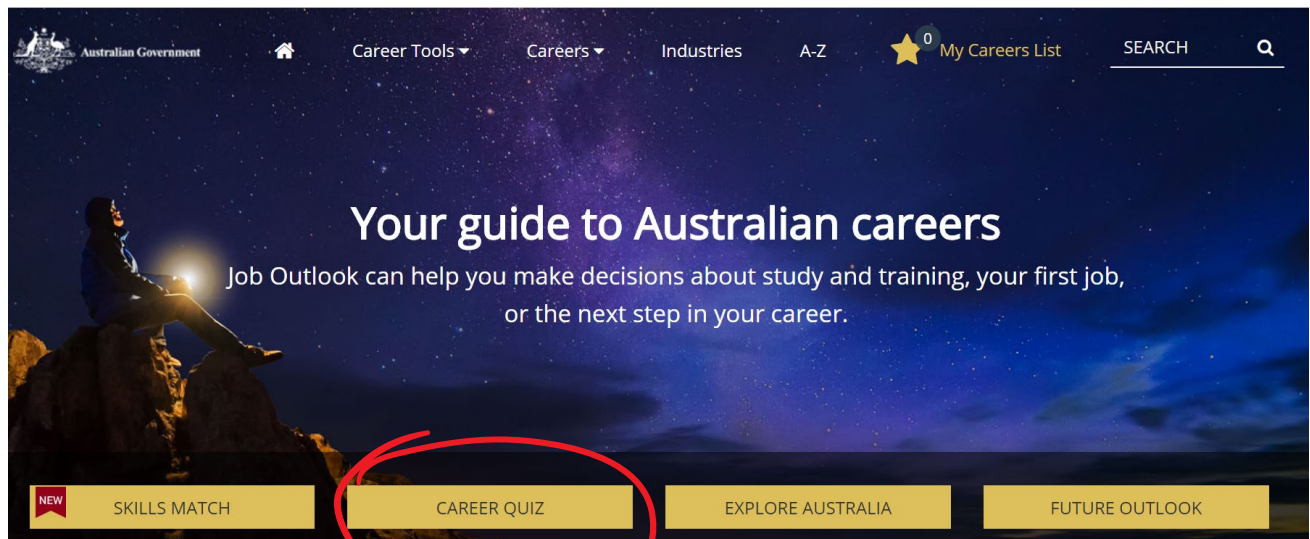 Australian Government
Career Tools
Careers
Industries
A-Z
0
My Careers List
SEARCH
Your guide to Australian careers
Job Outlook can help you make decisions about study and training, your first job,
or the next step in your career.
NEW
SKILLS MATCH
CAREER QUIZ
EXPLORE AUSTRALIA
FUTURE OUTLOOK